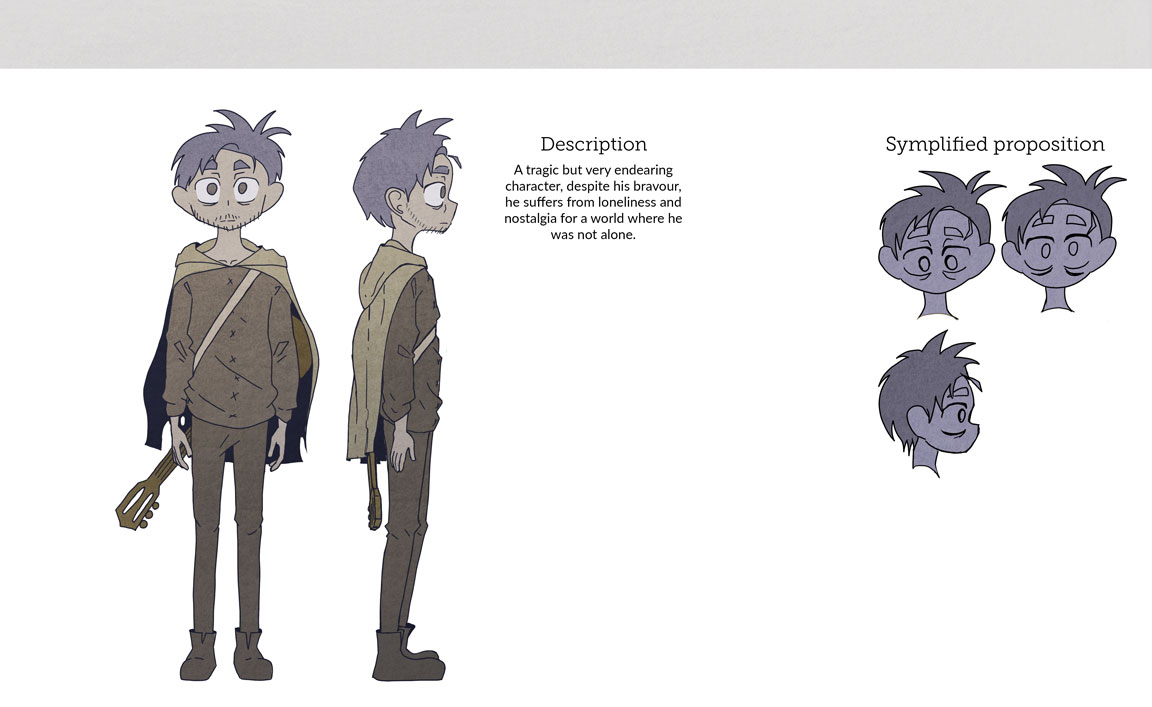 Description
A tragic but very endearing
character, despite his bravour,
he suffers from loneliness and
nostalgia for a world where he
was not alone.
Symplified proposition